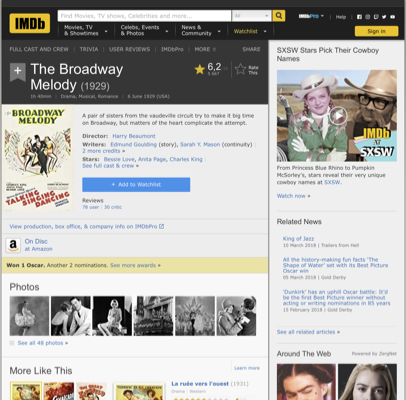 IMDb
Find Movies, TV shows, Celebrities and more...
All
IMDbPro
Help
Movies, TV
& Showtimes
Celebs, Events
& Photos
News &
Community
Watchlist
Sign in
FULL CAST AND CREW | TRIVIA | USER REVIEWS | IMDbPro | MORE
SHARE
The Broadway
Melody (1929)
6,2
Rate
This
1h 40min | Drama, Musical, Romance | 6 June 1929 (USA)
BROADWAY
MELODY
TALKING
SINGING
DANCING
A pair of sisters from the vaudeville circuit try to make it big time
on Broadway, but matters of the heart complicate the attempt.
Director: Harry Beaumont
Writers: Edmund Goulding (story), Sarah Y. Mason (continuity) |
2 more credits »
Stars: Bessie Love, Anita Page, Charles King |
See full cast & crew »
+ Add to Watchlist
Reviews
76 user | 30 critic
View production, box office, & company info on IMDbPro
On Disc
at Amazon
Won 1 Oscar. Another 2 nominations. See more awards »
Photos
See all 48 photos »
More Like This
Learn more
La ruée vers l'ouest (1931)
Drama | Western
SXSW Stars Pick Their Cowboy
Names
IMDb
at
SXSW
From Princess Blue Rhino to Pumpkin
McSorley's, stars reveal their very unique
cowboy names at SXSW.
Watch now »
Related News
King of Jazz
10 March 2018 | Trailers from Hell
All the history-making fun facts 'The
Shape of Water' set with its Best Picture
Oscar win
05 March 2018 | Gold Derby
'Dunkirk' has an uphill Oscar battle: It'd
be the first Best Picture winner without
acting or writing nominations in 85 years
15 February 2018 | Gold Derby
See all related articles »
Around The Web
Powered by ZergNet